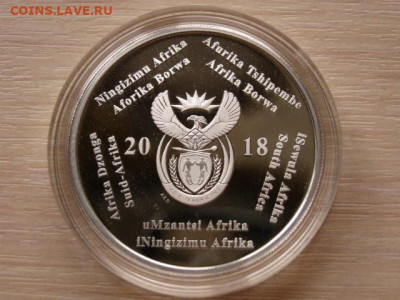 COINS.LAVE.RU
Ningizimu Afrika
Aforika Borwa
Afurika Tshipembe
Afrika Borwa
iSewula Afrika
South Africa
Afrika Dzonga
Suid-Afrika
20 18
uMzantsi Afrika
iNingizimu Afrika